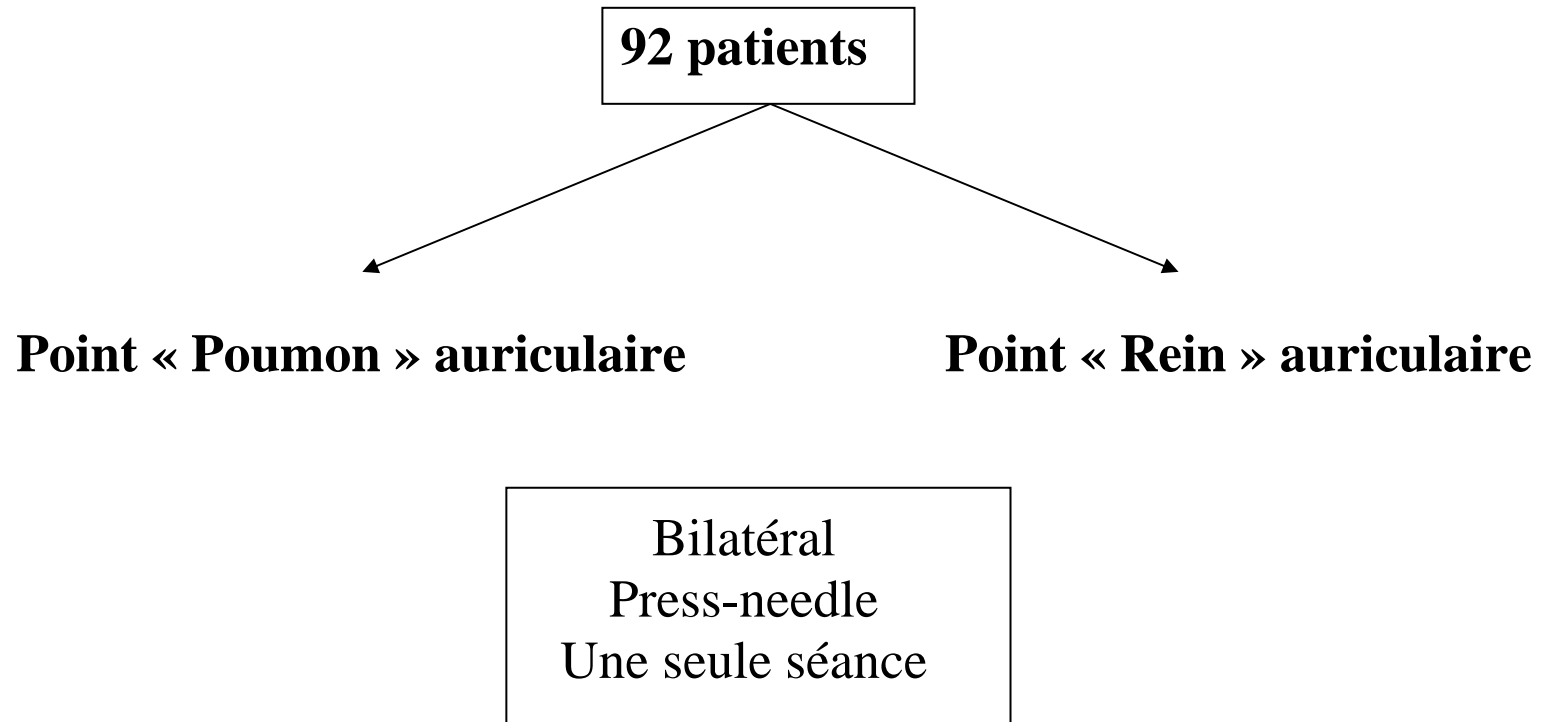 92 patients
Point « Poumon » auriculaire
Point « Rein » auriculaire
Bilatéral
Press-needle
Une seule séance